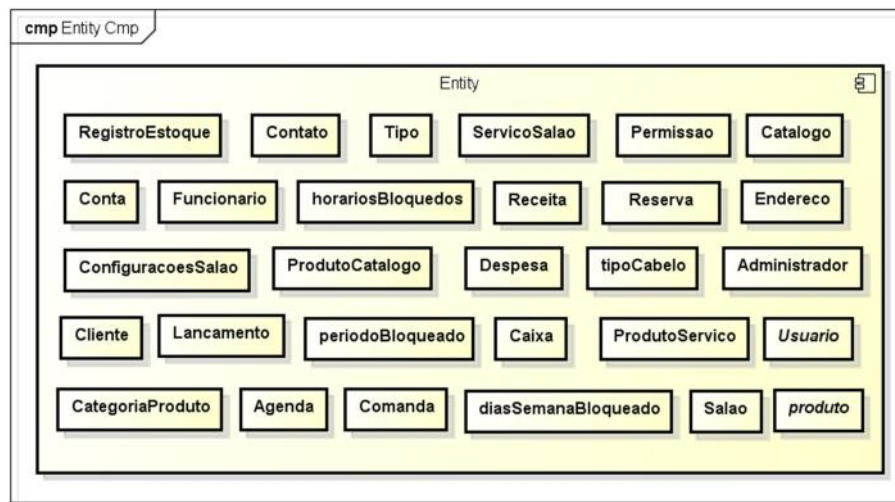 cmp Entity Cmp
Entity
RegistroEstoque Contato Tipo ServicoSalao Permissao Catalogo
Conta Funcionario horariosBloquedos Receita Reserva Endereco
ConfiguracoesSalao ProdutoCatalogo Despesa tipoCabelo Administrador
Cliente Lancamento periodoBloqueado Caixa ProdutoServico Usuario
CategoriaProduto Agenda Comanda diasSemanaBloqueado Salao produto